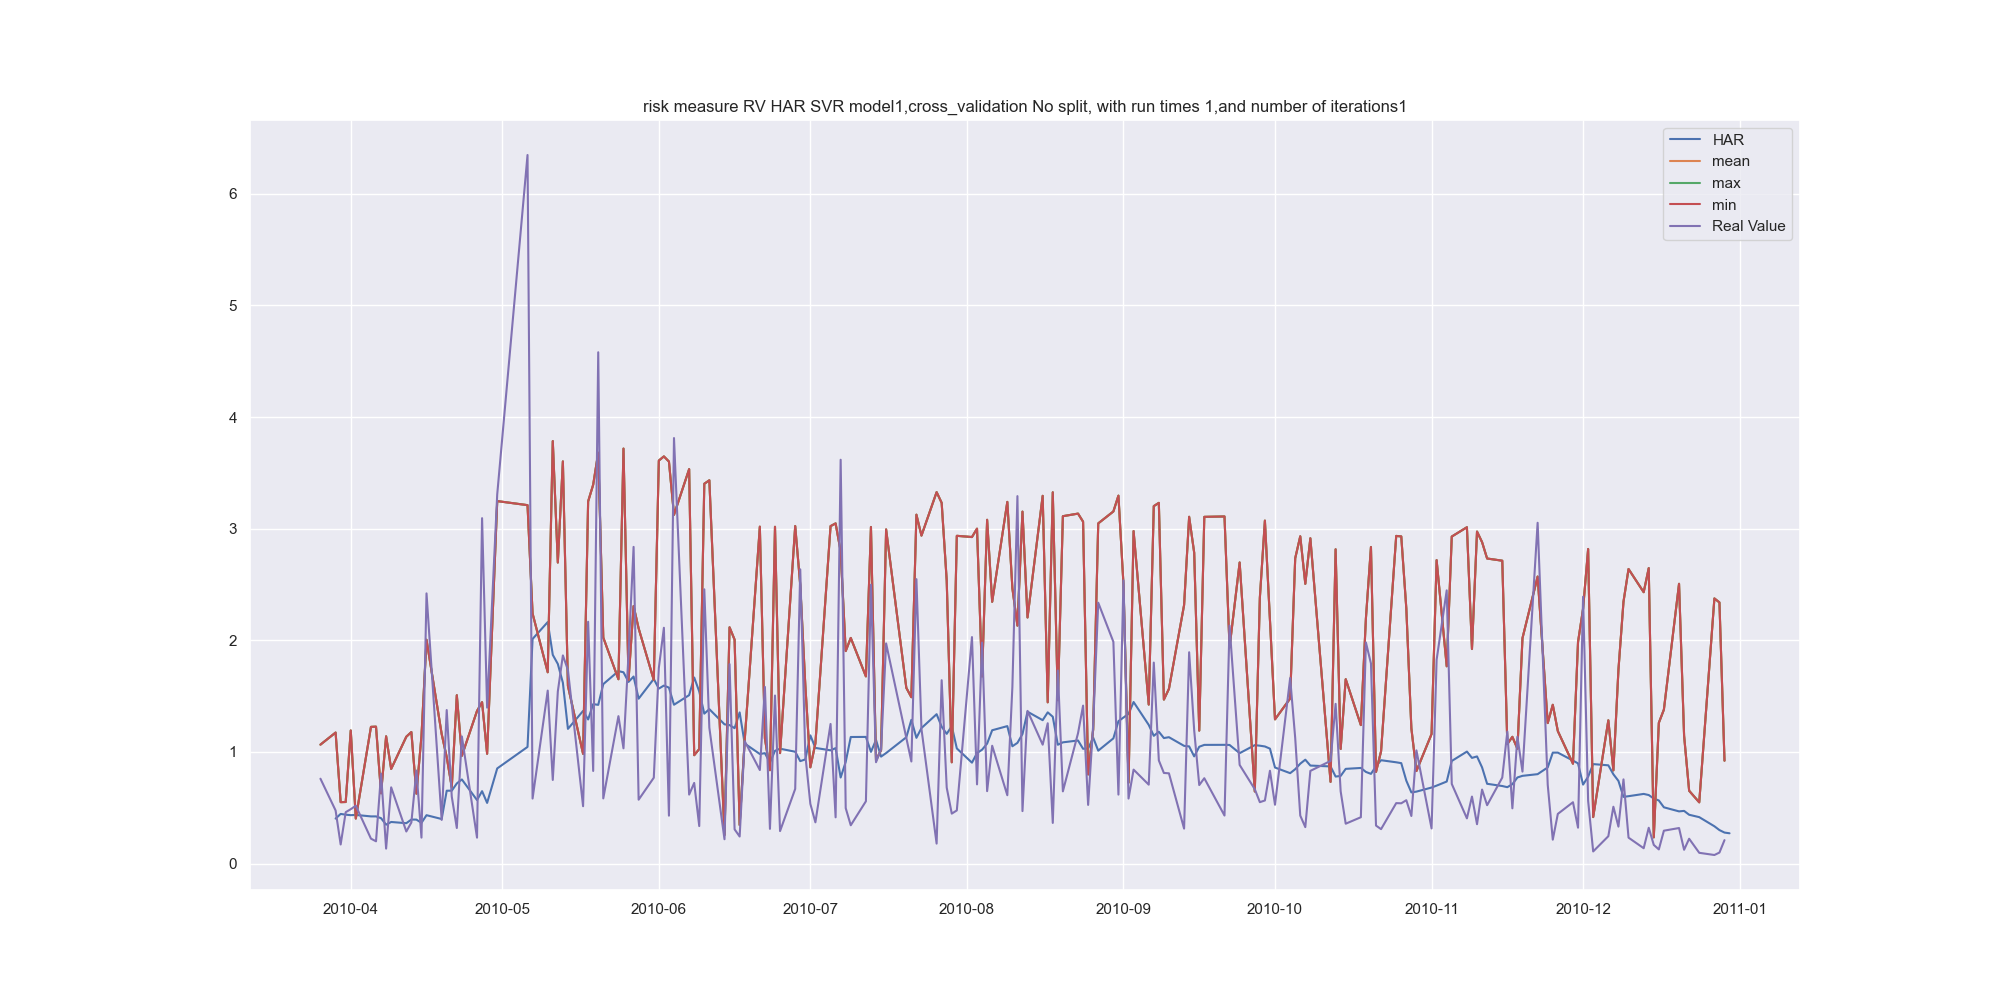 risk measure RV HAR SVR model1,cross_validation No split, with run times 1,and number of iterations1
HAR
mean
max
min
Real Value
6
5
4
3
2
1
0
2010-04 2010-05 2010-06 2010-07 2010-08 2010-09 2010-10 2010-11 2010-12 2011-01